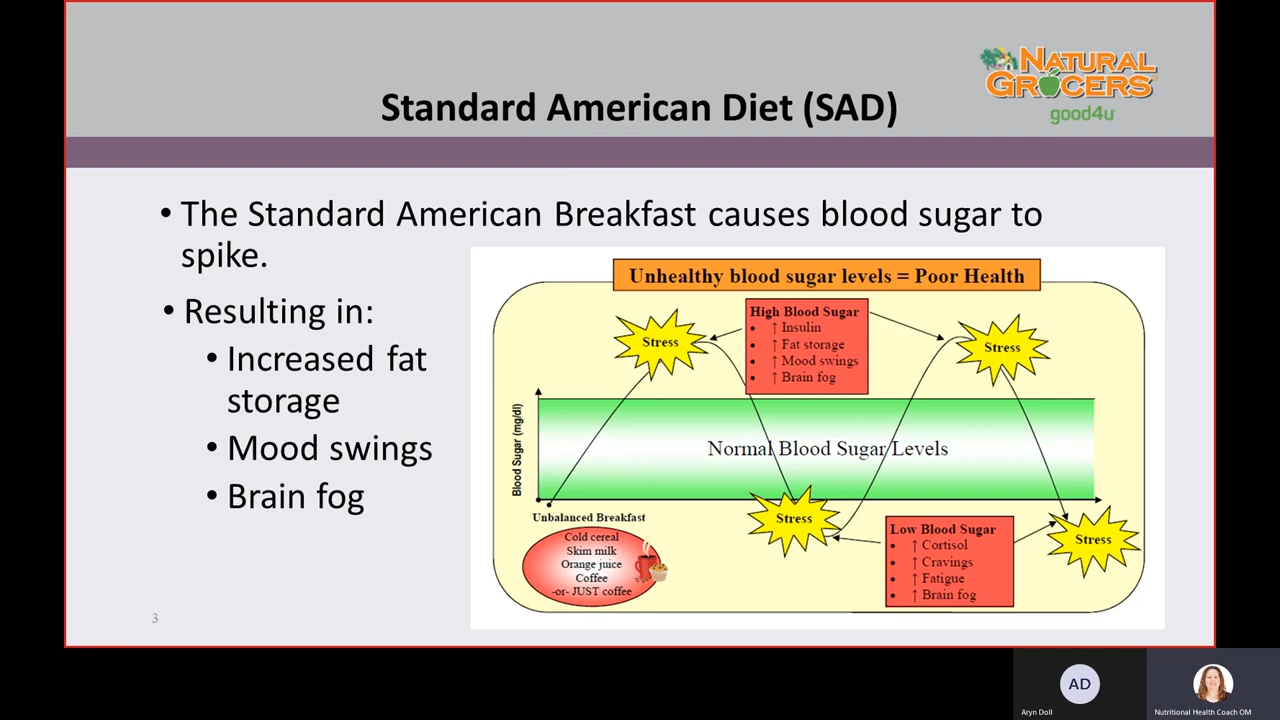 NATURAL
GROCERS
good4u
Standard American Diet (SAD)
• The Standard American Breakfast causes blood sugar to
spike.
• Resulting in:
• Increased fat
storage
• Mood swings
• Brain fog
Unhealthy blood sugar levels = Poor Health
High Blood Sugar
• ↑ Insulin
• ↑ Fat storage
• ↑ Mood swings
• ↑ Brain fog
Stress
Stress
Blood Sugar (mg/dl)
Normal Blood Sugar Levels
Stress
Stress
Unbalanced Breakfast
Cold cereal
Skim milk
Orange juice
Coffee
-or- JUST coffee
Low Blood Sugar
• ↑ Cortisol
• ↑ Cravings
• ↑ Fatigue
• ↑ Brain fog
3
AD
Aryn Doll
Nutritional Health Coach OM